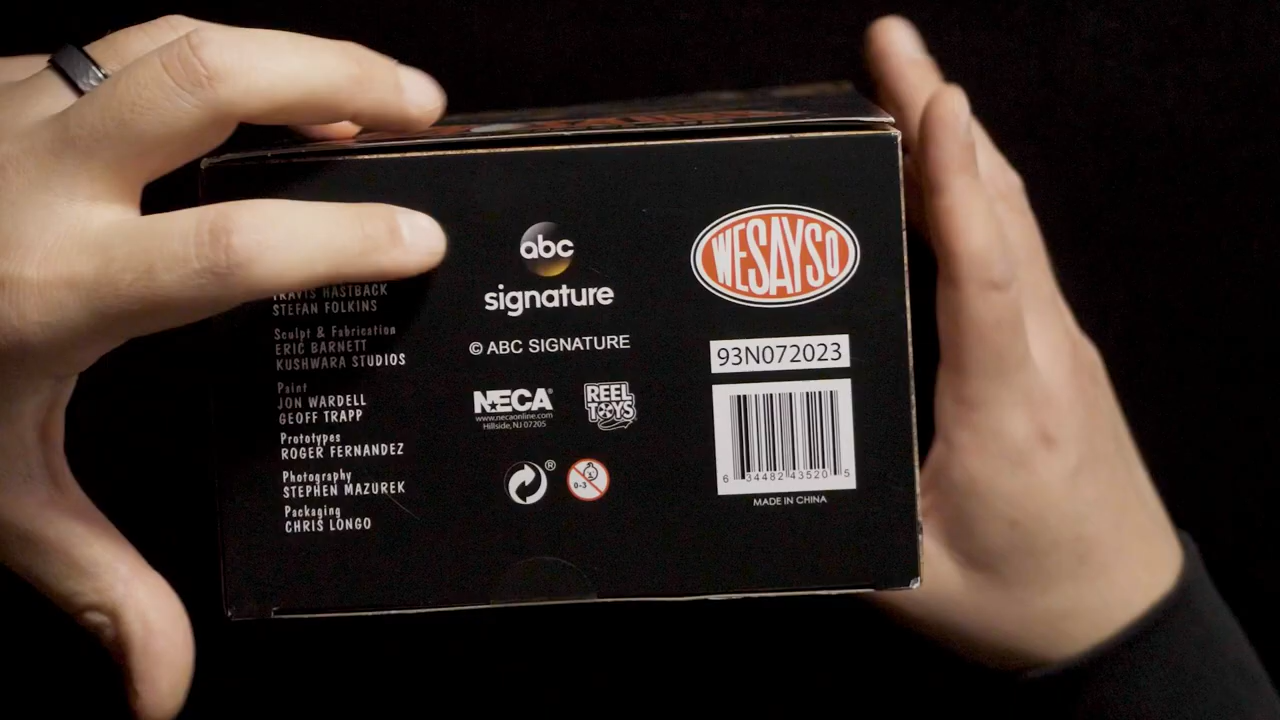 TRAVIS HASTBACK
STEFAN FOLKINS
Sculpt & Fabrication
ERIC BARNETT
KUSHWARA STUDIOS
Paint
JON WARDELL
GEOFF TRAPP
Prototypes
ROGER FERNANDEZ
Photography
STEPHEN MAZUREK
Packaging
CHRIS LONGO
abc
signature
© ABC SIGNATURE
NECA®
www.necaonline.com
Hillside, NJ 07205
REEL
TOYS
®
0-3
WESAYSO
93N072023
6 34482 43520 5
MADE IN CHINA